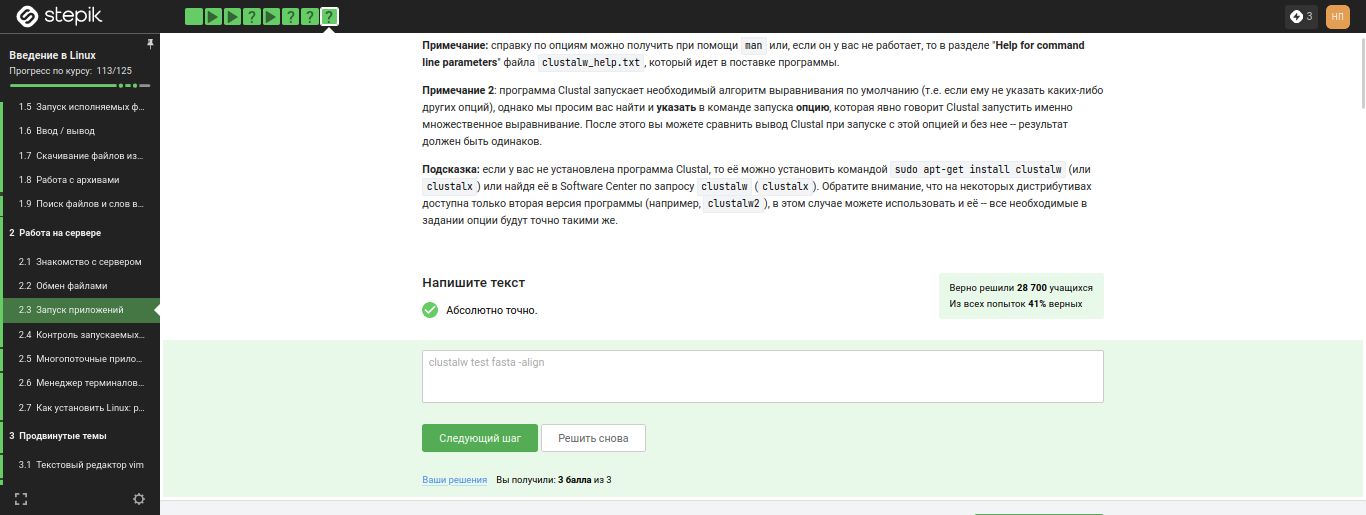 stepik
? ? ? ?
3
НП
Введение в Linux
Прогресс по курсу: 113/125
1.5 Запуск исполняемых ф...
1.6 Ввод / вывод
1.7 Скачивание файлов из...
1.8 Работа с архивами
1.9 Поиск файлов и слов в...
2 Работа на сервере
2.1 Знакомство с сервером
2.2 Обмен файлами
2.3 Запуск приложений
2.4 Контроль запускаемых...
2.5 Многопоточные прило...
2.6 Менеджер терминалов...
2.7 Как установить Linux: р...
3 Продвинутые темы
3.1 Текстовый редактор vim
Примечание: справку по опциям можно получить при помощи man или, если он у вас не работает, то в разделе "Help for command
line parameters" файла clustalw_help.txt, который идет в поставке программы.
Примечание 2: программа Clustal запускает необходимый алгоритм выравнивания по умолчанию (т.е. если ему не указать каких-либо
других опций), однако мы просим вас найти и указать в команде запуска опцию, которая явно говорит Clustal запустить именно
множественное выравнивание. После этого вы можете сравнить вывод Clustal при запуске с этой опцией и без нее -- результат
должен быть одинаков.
Подсказка: если у вас не установлена программа Clustal, то её можно установить командой sudo apt-get install clustalw (или
clustalx) или найдя её в Software Center по запросу clustalw (clustalx). Обратите внимание, что на некоторых дистрибутивах
доступна только вторая версия программы (например, clustalw2), в этом случае можете использовать и её -- все необходимые в
задании опции будут точно такими же.
Напишите текст
Абсолютно точно.
Верно решили 28 700 учащихся
Из всех попыток 41% верных
clustalw test fasta -align
Следующий шаг
Решить снова
Ваши решения Вы получили: 3 балла из 3